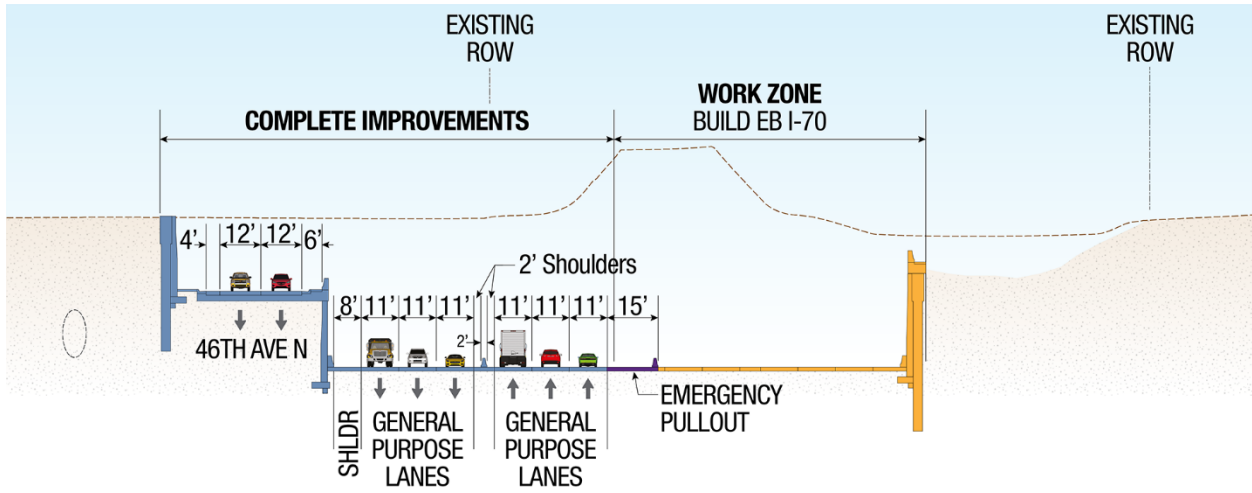 EXISTING
ROW
EXISTING
ROW
COMPLETE IMPROVEMENTS
WORK ZONE
BUILD EB I-70
4' 12' 12' 6'
2' Shoulders
8' 11' 11' 11' 11' 11' 11' 15'
2'
46TH AVE N
EMERGENCY
PULLOUT
SHLDR
GENERAL
PURPOSE
LANES
GENERAL
PURPOSE
LANES